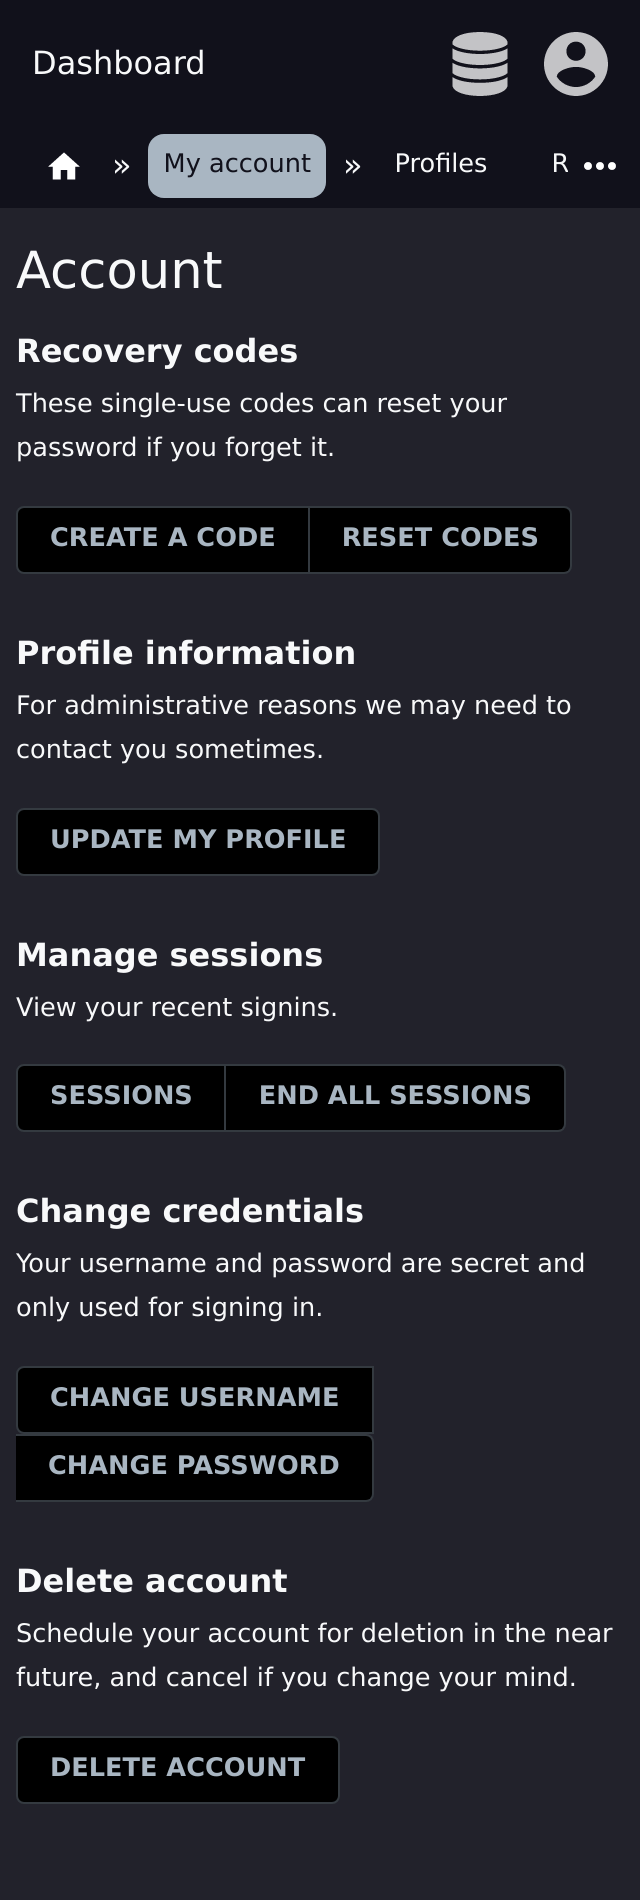 Dashboard
» My account » Profiles R
Account
Recovery codes
These single-use codes can reset your
password if you forget it.
CREATE A CODE RESET CODES
Profile information
For administrative reasons we may need to
contact you sometimes.
UPDATE MY PROFILE
Manage sessions
View your recent signins.
SESSIONS END ALL SESSIONS
Change credentials
Your username and password are secret and
only used for signing in.
CHANGE USERNAME
CHANGE PASSWORD
Delete account
Schedule your account for deletion in the near
future, and cancel if you change your mind.
DELETE ACCOUNT